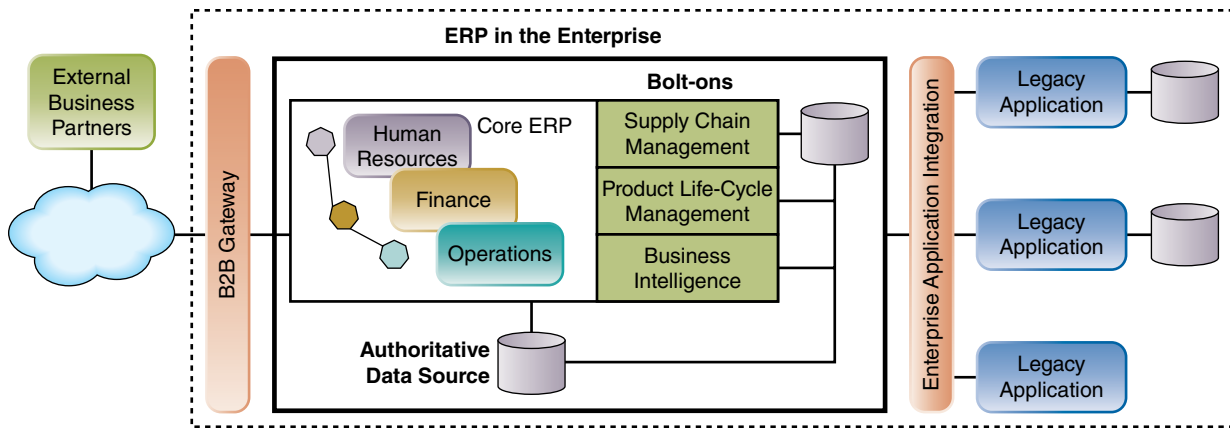 ERP in the Enterprise
External
Business
Partners
B2B Gateway
Core ERP
Human
Resources
Finance
Operations
Bolt-ons
Supply Chain
Management
Product Life-Cycle
Management
Business
Intelligence
Authoritative
Data Source
Enterprise Application Integration
Legacy
Application
Legacy
Application
Legacy
Application